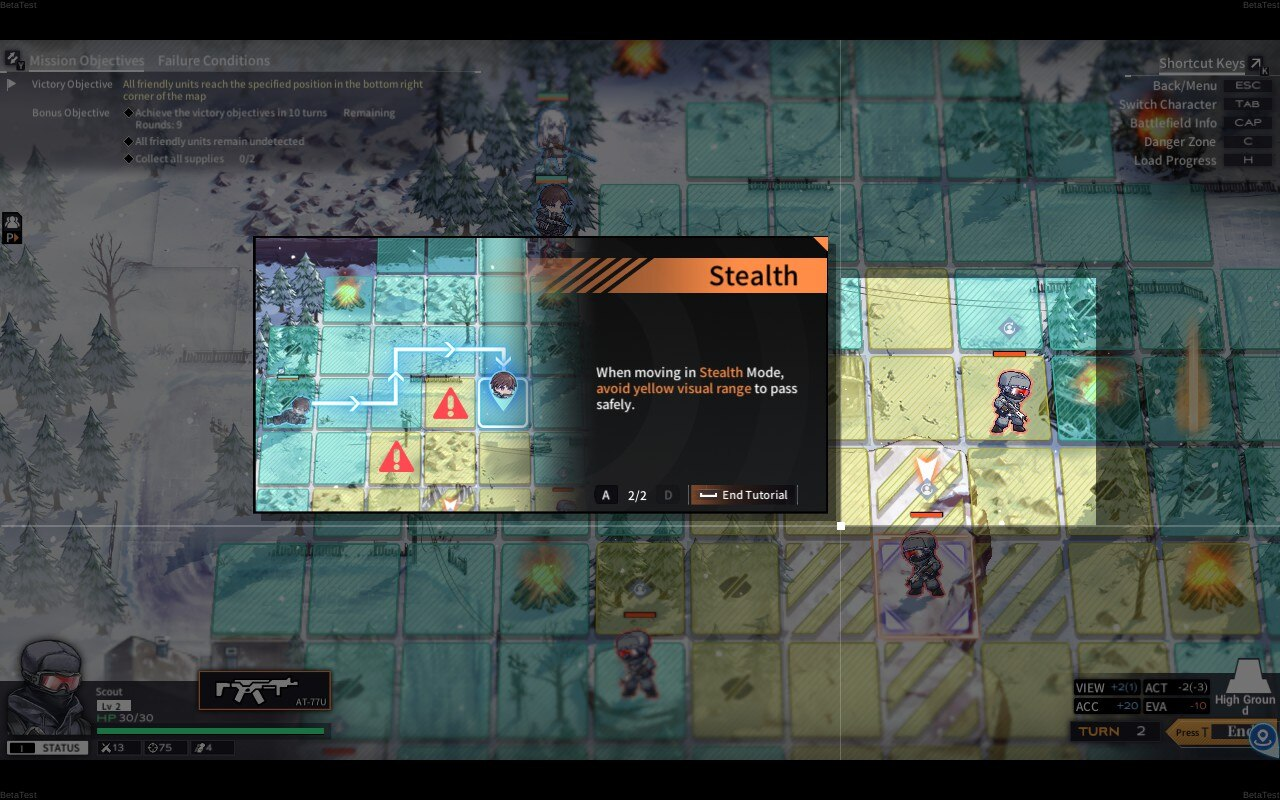 BetaTest
BetaTest
Mission Objectives
Failure Conditions
Y
Victory Objective
All friendly units reach the specified position in the bottom right
corner of the map
Bonus Objective
Achieve the victory objectives in 10 turns Remaining
Rounds: 9
All friendly units remain undetected
Collect all supplies 0/2
Shortcut Keys
K
Back/Menu ESC
Switch Character TAB
Battlefield Info CAP
Danger Zone C
Load Progress H
P
Stealth
When moving in Stealth Mode,
avoid yellow visual range to pass
safely.
A 2/2 D End Tutorial
Scout
Lv 2
HP 30/30
AT-77U
I STATUS 13 75 4
VIEW +2(1) ACT -2(-3)
ACC +20 EVA -10
High Groun
d
TURN 2
Press T
En
BetaTest
BetaTest